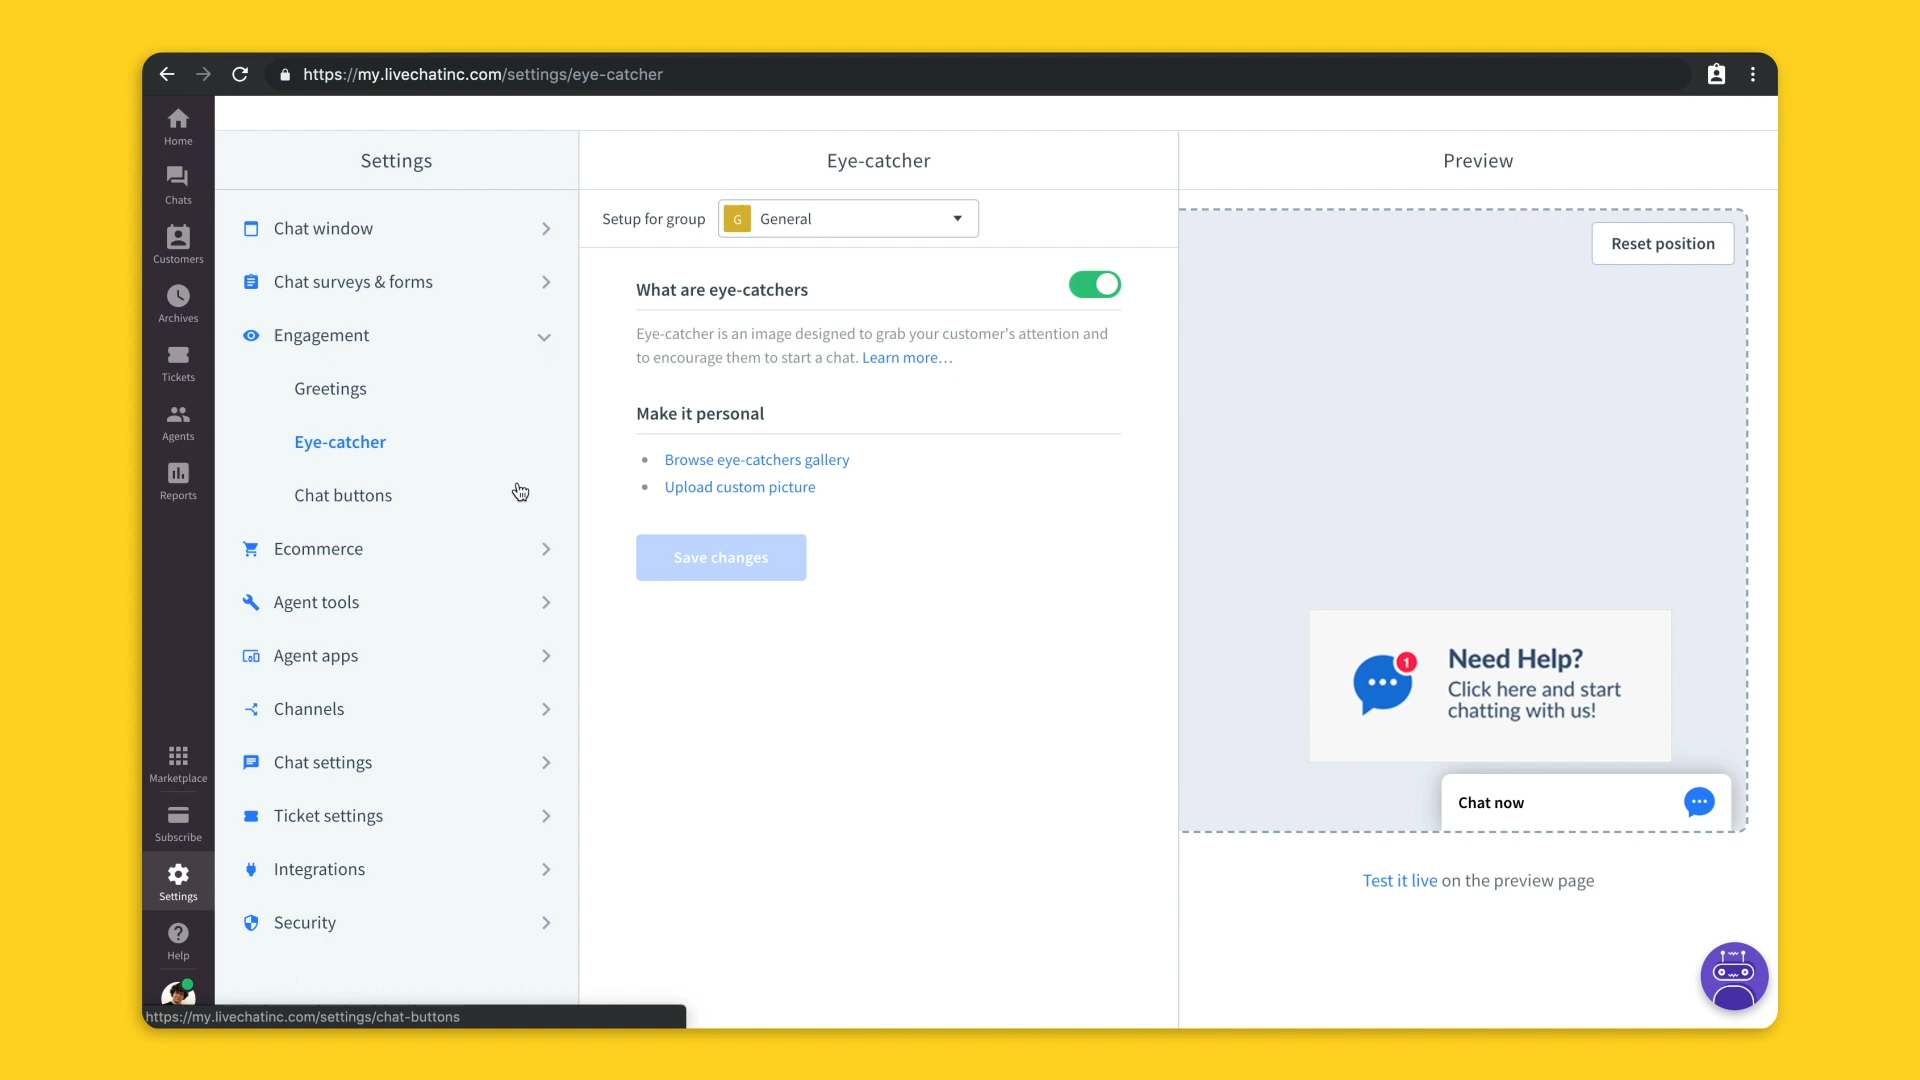 https://my.livechatinc.com/settings/eye-catcher
Home
Chats
Customers
Archives
Tickets
Agents
Reports
Marketplace
Subscribe
Settings
Help
Settings
Chat window
Chat surveys & forms
Engagement
Greetings
Eye-catcher
Chat buttons
Ecommerce
Agent tools
Agent apps
Channels
Chat settings
Ticket settings
Integrations
Security
https://my.livechatinc.com/settings/chat-buttons
Eye-catcher
Setup for group
G General
What are eye-catchers
Eye-catcher is an image designed to grab your customer's attention and
to encourage them to start a chat. Learn more…
Make it personal
• Browse eye-catchers gallery
• Upload custom picture
Save changes
Preview
Reset position
1
Need Help?
Click here and start
chatting with us!
Chat now
Test it live on the preview page